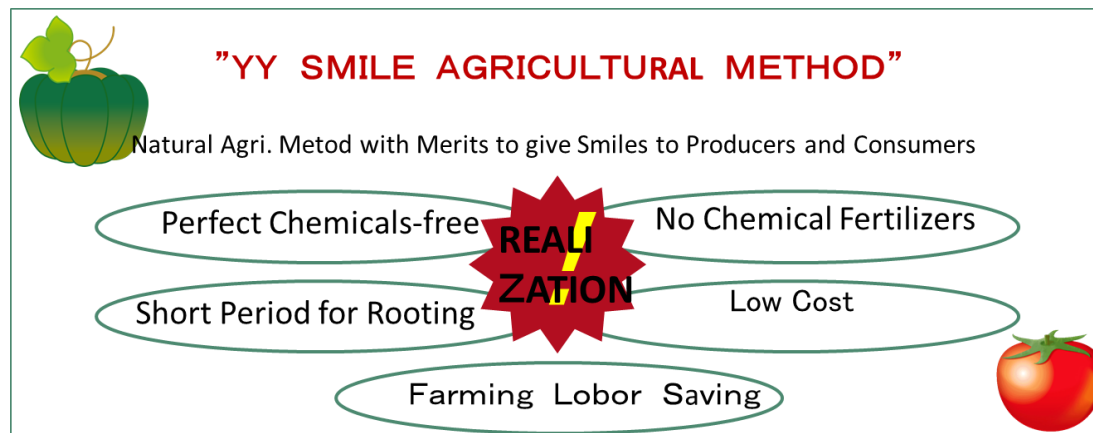 ”YY SMILE AGRICULTURAL METHOD”
Natural Agri. Metod with Merits to give Smiles to Producers and Consumers
Perfect Chemicals-free
No Chemical Fertilizers
REALI
ZATION
Short Period for Rooting
Low Cost
Farming Lobor Saving